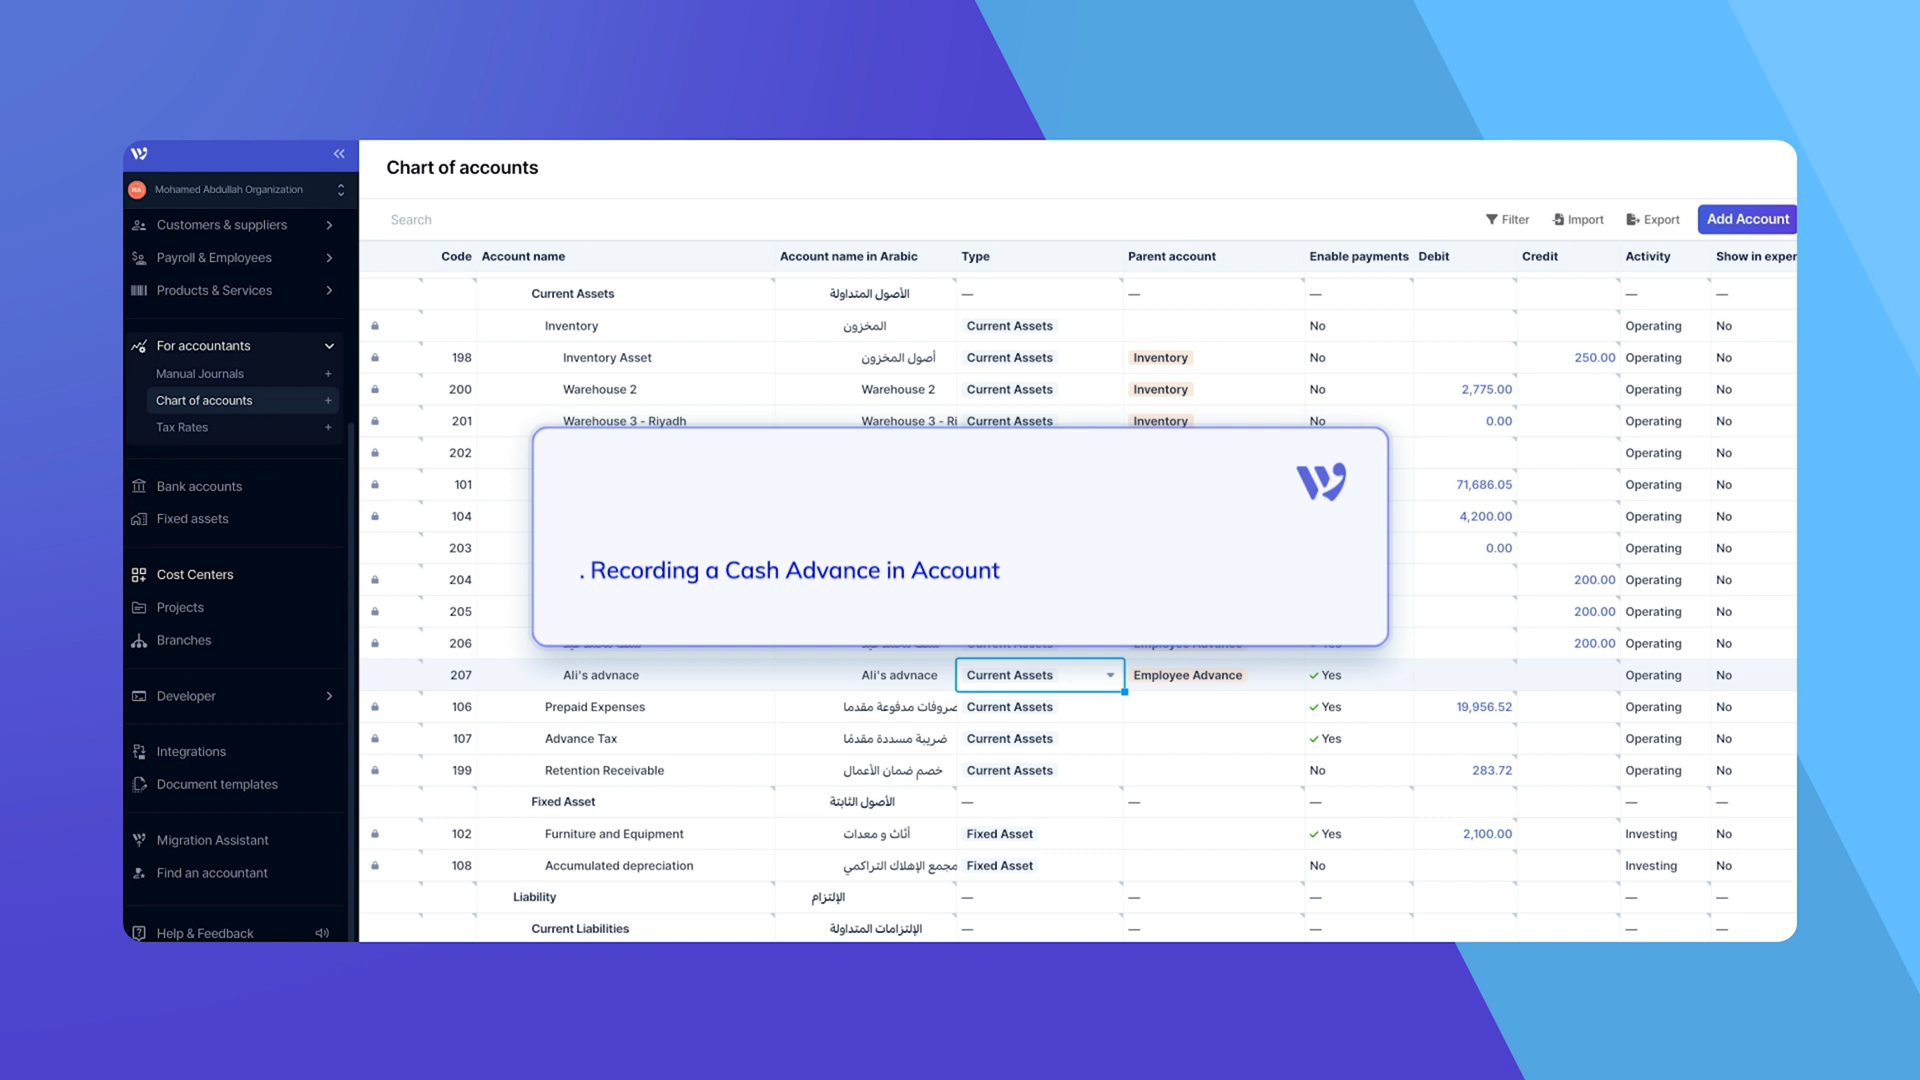 Chart of accounts
MA Mohamed Abdullah Organization
Customers & suppliers
Payroll & Employees
Products & Services
For accountants
Manual Journals +
Chart of accounts +
Tax Rates +
Bank accounts
Fixed assets
Cost Centers
Projects
Branches
Developer
Integrations
Document templates
Migration Assistant
Find an accountant
Help & Feedback
Search Filter Import Export Add Account
Code Account name Account name in Arabic Type Parent account Enable payments Debit Credit Activity Show in exper
Current Assets الأصول المتداولة — — — — —
Inventory المخزون Current Assets No Operating No
198 Inventory Asset أصول المخزون Current Assets Inventory No 250.00 Operating No
200 Warehouse 2 Warehouse 2 Current Assets Inventory No 2,775.00 Operating No
201 Warehouse 3 - Riyadh Warehouse 3 - Ri Current Assets Inventory No 0.00 Operating No
202 Operating No
101 71,686.05 Operating No
104 4,200.00 Operating No
203 0.00 Operating No
204 200.00 Operating No
205 200.00 Operating No
206 200.00 Operating No
. Recording a Cash Advance in Account
207 Ali's advnace Ali's advnace Current Assets Employee Advance Yes Operating No
106 Prepaid Expenses صروفات مدفوعة مقدما Current Assets Yes 19,956.52 Operating No
107 Advance Tax ضريبة مسددة مقدمًا Current Assets Yes Operating No
199 Retention Receivable خصم ضمان الأعمال Current Assets No 283.72 Operating No
Fixed Asset الأصول الثابتة — — — — —
102 Furniture and Equipment أثاث و معدات Fixed Asset Yes 2,100.00 Investing No
108 Accumulated depreciation مجمع الإهلاك التراكمي Fixed Asset No Investing No
Liability الإلتزام — — — — —
Current Liabilities الإلتزامات المتداولة — — — — —